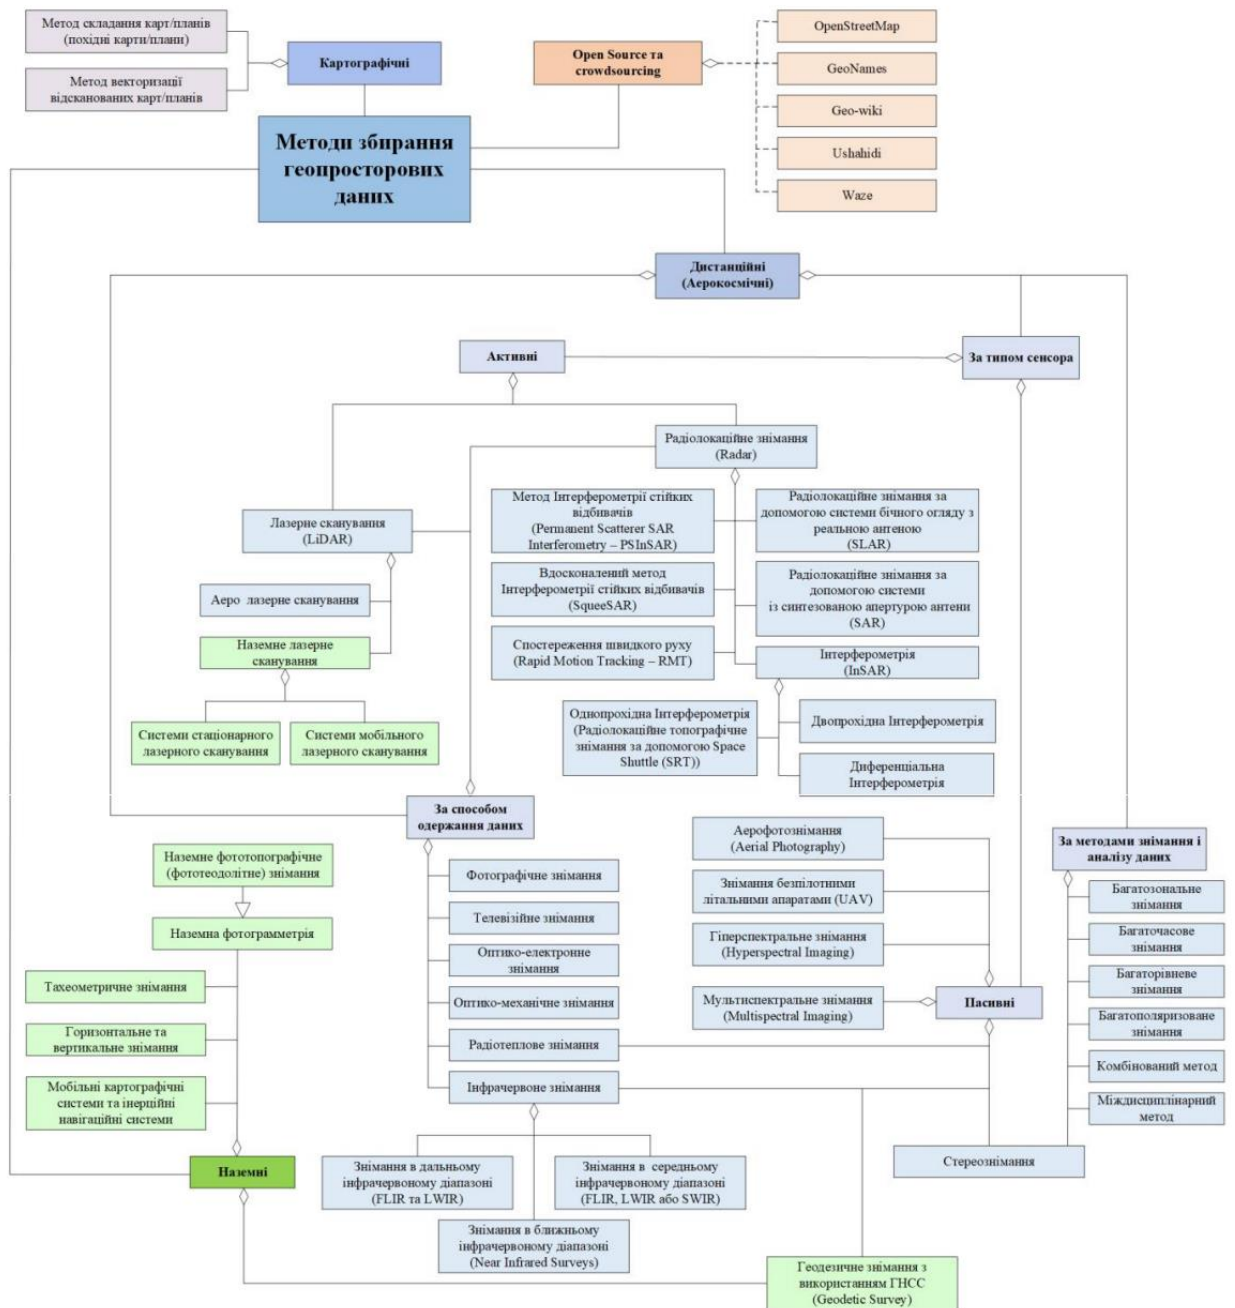 Метод складання карт/планів
(похідні карти/плани)
Метод векторизації
відсканованих карт/планів
Картографічні
Open Source та
crowdsourcing
OpenStreetMap
GeoNames
Geo-wiki
Ushahidi
Waze
Методи збирання
геопросторових
даних
Дистанційні
(Аерокосмічні)
Активні
За типом сенсора
Радіолокаційне знімання
(Radar)
Лазерне сканування
(LiDAR)
Метод Інтерферометрії стійких
відбивачів
(Permanent Scatterer SAR
Interferometry – PSInSAR)
Радіолокаційне знімання за
допомогою системи бічного огляду з
реальною антеною
(SLAR)
Вдосконалений метод
Інтерферометрії стійких відбивачів
(SqueeSAR)
Радіолокаційне знімання за
допомогою системи
із синтезованою апертурою антени
(SAR)
Аеро лазерне сканування
Наземне лазерне
сканування
Спостереження швидкого руху
(Rapid Motion Tracking – RMT)
Інтерферометрія
(InSAR)
Системи стаціонарного
лазерного сканування
Системи мобільного
лазерного сканування
Однопрохідна Інтерферометрія
(Радіолокаційне топографічне
знімання за допомогою Space
Shuttle (SRT))
Двопрохідна Інтерферометрія
Диференціальна
Інтерферометрія
За способом
одержання даних
Аерофотознімання
(Aerial Photography)
За методами знімання і
аналізу даних
Наземне фототопографічне
(фототеодолітне) знімання
Фотографічне знімання
Знімання безпілотними
літальними апаратами (UAV)
Багатозональне
знімання
Наземна фотограмметрія
Телевізійне знімання
Гіперспектральне знімання
(Hyperspectral Imaging)
Багаточасове
знімання
Тахеометричне знімання
Оптико-електронне
знімання
Багаторівневе
знімання
Оптико-механічне знімання
Мультиспектральне знімання
(Multispectral Imaging)
Пасивні
Багатополяризоване
знімання
Горизонтальне та
вертикальне знімання
Радіотеплове знімання
Комбінований метод
Мобільні картографічні
системи та інерційні
навігаційні системи
Інфрачервоне знімання
Міждисциплінарний
метод
Наземні
Знімання в дальньому
інфрачервоному діапазоні
(FLIR та LWIR)
Знімання в середньому
інфрачервоному діапазоні
(FLIR, LWIR або SWIR)
Стереознімання
Знімання в ближньому
інфрачервоному діапазоні
(Near Infrared Surveys)
Геодезичне знімання з
використанням ГНСС
(Geodetic Survey)